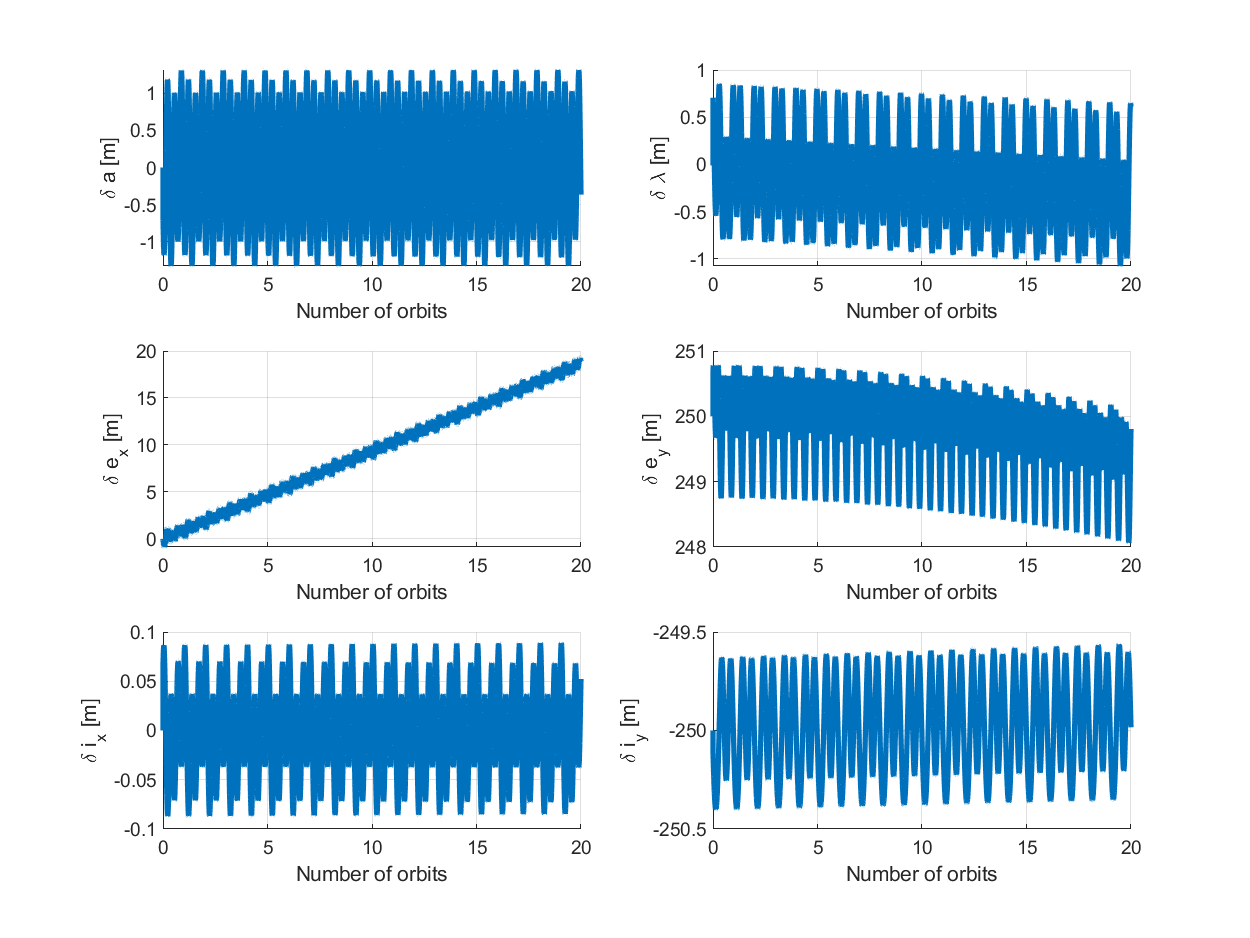 δ a [m]
1
0.5
0
-0.5
-1
0 5 10 15 20
Number of orbits
δ λ [m]
1
0.5
0
-0.5
-1
0 5 10 15 20
Number of orbits
δ e_x [m]
20
15
10
5
0
0 5 10 15 20
Number of orbits
δ e_y [m]
251
250
249
248
0 5 10 15 20
Number of orbits
δ i_x [m]
0.1
0.05
0
-0.05
-0.1
0 5 10 15 20
Number of orbits
δ i_y [m]
-249.5
-250
-250.5
0 5 10 15 20
Number of orbits